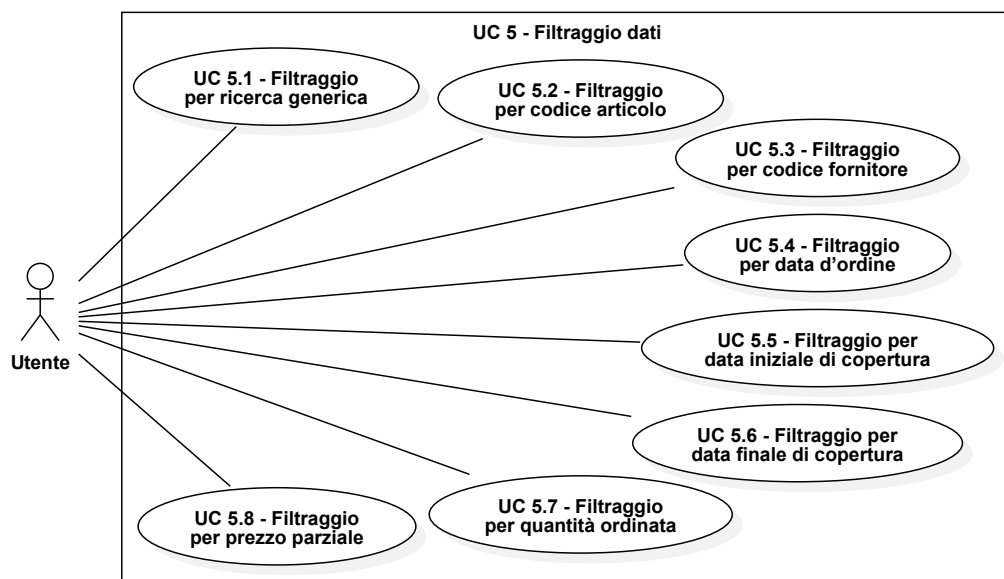 UC 5 - Filtraggio dati
UC 5.1 - Filtraggio
per ricerca generica
UC 5.2 - Filtraggio
per codice articolo
UC 5.3 - Filtraggio
per codice fornitore
UC 5.4 - Filtraggio
per data d'ordine
UC 5.5 - Filtraggio per
data iniziale di copertura
UC 5.6 - Filtraggio per
data finale di copertura
UC 5.7 - Filtraggio
per quantità ordinata
UC 5.8 - Filtraggio
per prezzo parziale
Utente